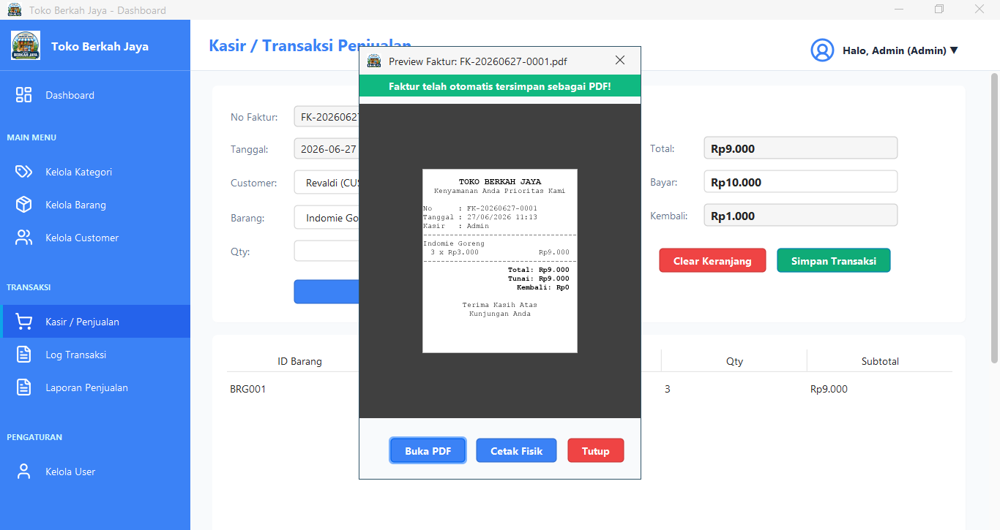 Toko Berkah Jaya - Dashboard
BERKAH JAYA
Toko Berkah Jaya
Dashboard
MAIN MENU
Kelola Kategori
Kelola Barang
Kelola Customer
TRANSAKSI
Kasir / Penjualan
Log Transaksi
Laporan Penjualan
PENGATURAN
Kelola User
Kasir / Transaksi Penjualan
Halo, Admin (Admin) ▼
No Faktur: FK-20260627
Tanggal: 2026-06-27
Customer: Revaldi (CUS
Barang: Indomie Go
Qty:
Total: Rp9.000
Bayar: Rp10.000
Kembali: Rp1.000
Clear Keranjang Simpan Transaksi
ID Barang Qty Subtotal
BRG001 3 Rp9.000
Preview Faktur: FK-20260627-0001.pdf
Faktur telah otomatis tersimpan sebagai PDF!
TOKO BERKAH JAYA
Kenyamanan Anda Prioritas Kami
No : FK-20260627-0001
Tanggal : 27/06/2026 11:13
Kasir : Admin
Indomie Goreng
3 x Rp3.000 Rp9.000
Total: Rp9.000
Tunai: Rp9.000
Kembali: Rp0
Terima Kasih Atas
Kunjungan Anda
Buka PDF Cetak Fisik Tutup